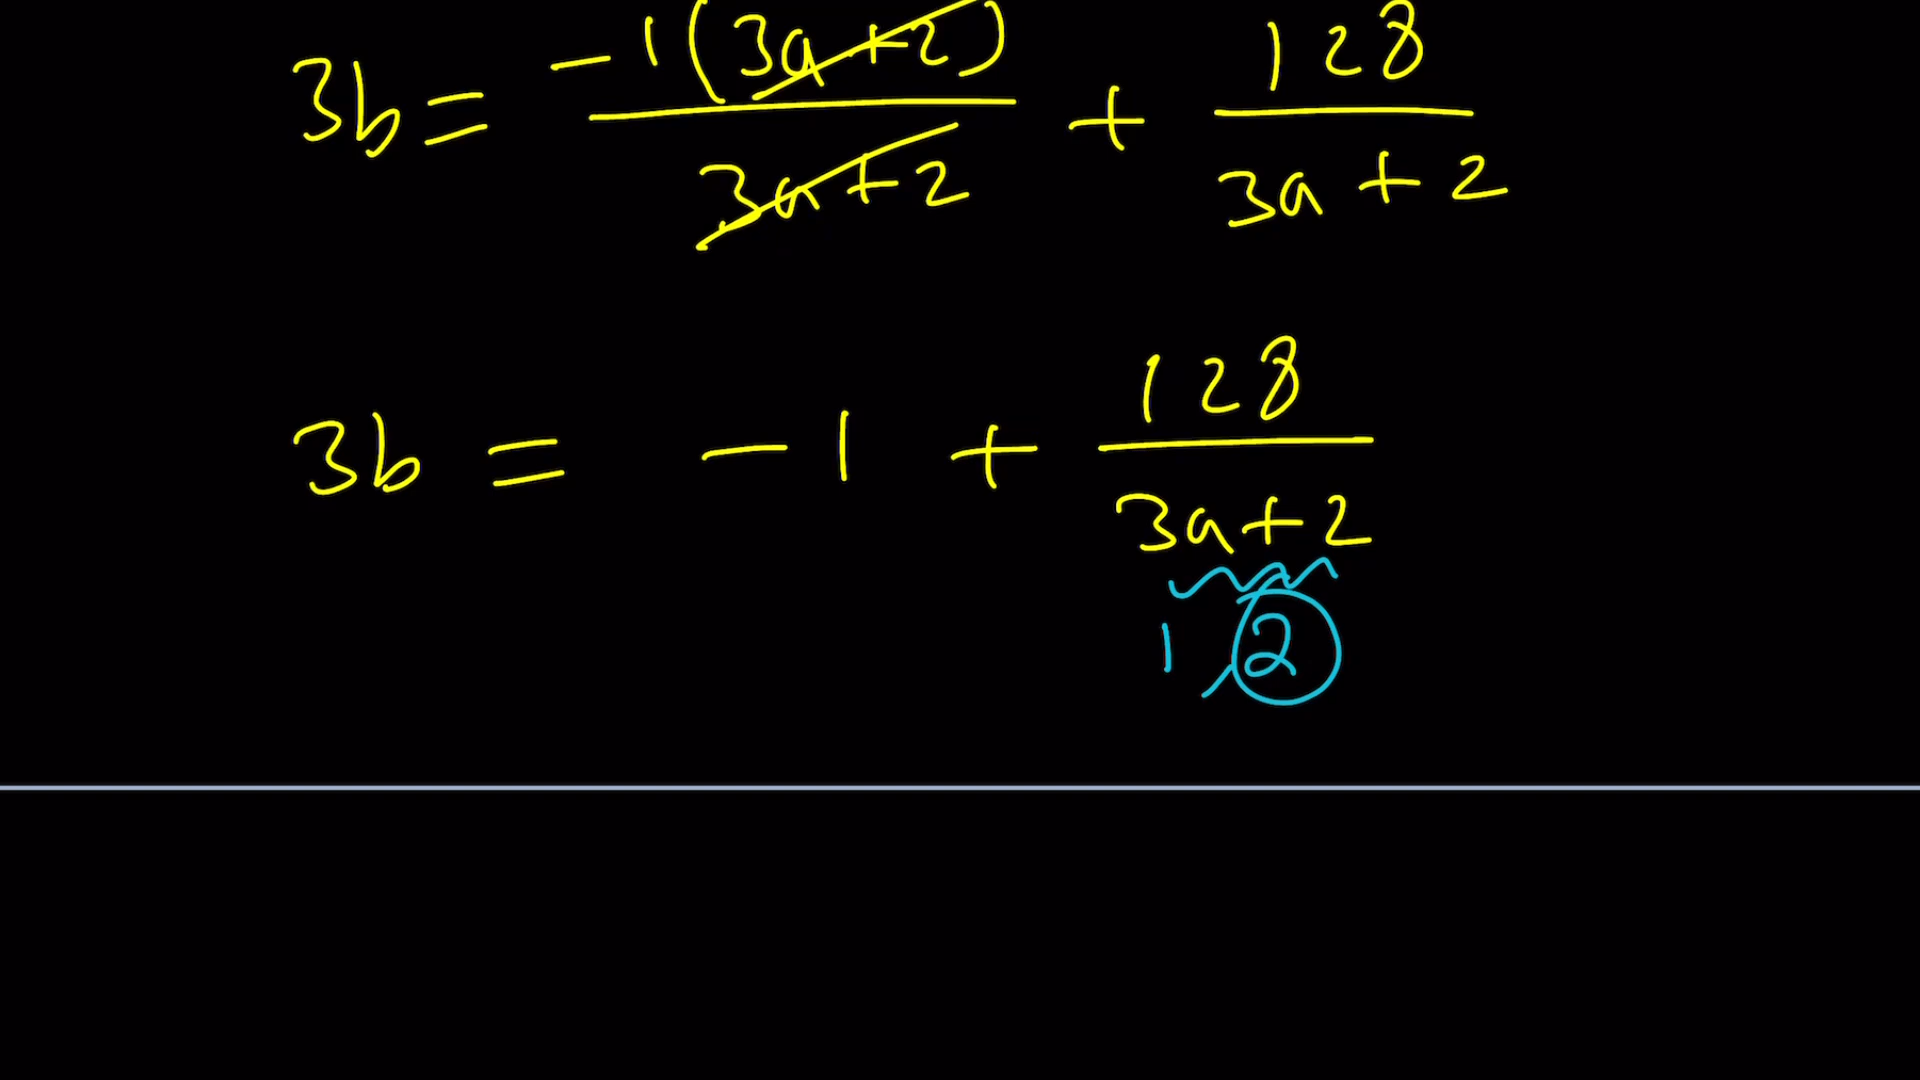 3b = -1(3a+2)/3a+2 + 128/3a+2
3b = -1 + 128/3a+2
1, 2